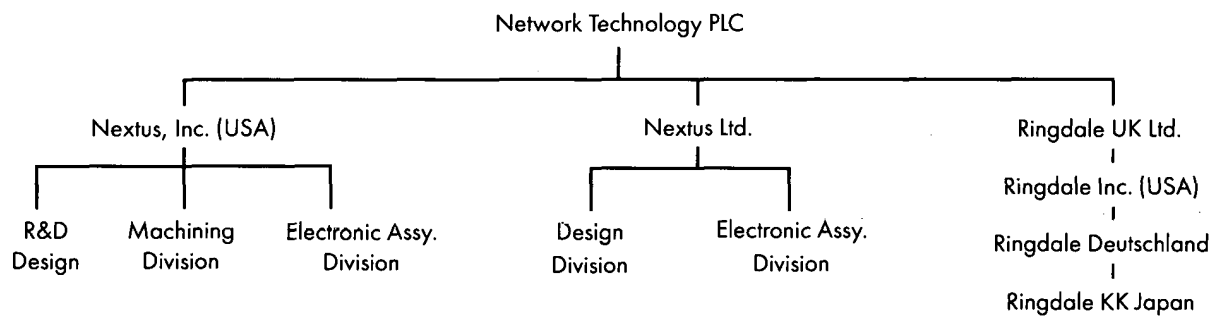 Network Technology PLC
Nextus, Inc. (USA)
Nextus Ltd.
Ringdale UK Ltd.
Ringdale Inc. (USA)
Ringdale Deutschland
Ringdale KK Japan
R&D
Design
Machining
Division
Electronic Assy.
Division
Design
Division
Electronic Assy.
Division